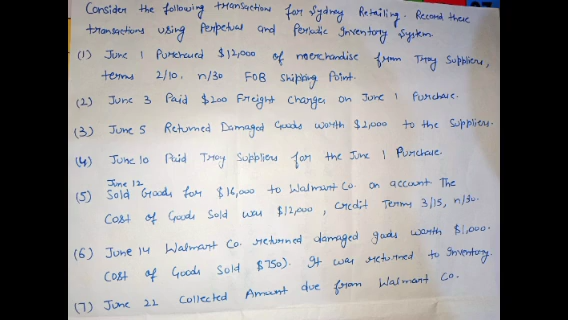 Consider the following transactions for Sydney Retailing. Record these
transactions using Perpetual and Periodic Inventory System.
(1) June 1 Purchased $12,000 of merchandise from Troy Suppliers,
terms 2/10, n/30 FOB Shipping Point.
(2) June 3 Paid $200 Freight charges on June 1 Purchase.
(3) June 5 Returned Damaged Goods worth $2,000 to the Suppliers.
(4) June 10 Paid Troy Suppliers for the June 1 Purchase.
June 12
(5) Sold Goods for $16,000 to Walmart Co. on account The
Cost of Goods Sold was $12,000, Credit Terms 3/15, n/30.
(6) June 14 Walmart Co. returned damaged goods worth $1,000.
Cost of Goods Sold $750). It was returned to Inventory.
(7) June 22 Collected Amount due from Walmart Co.